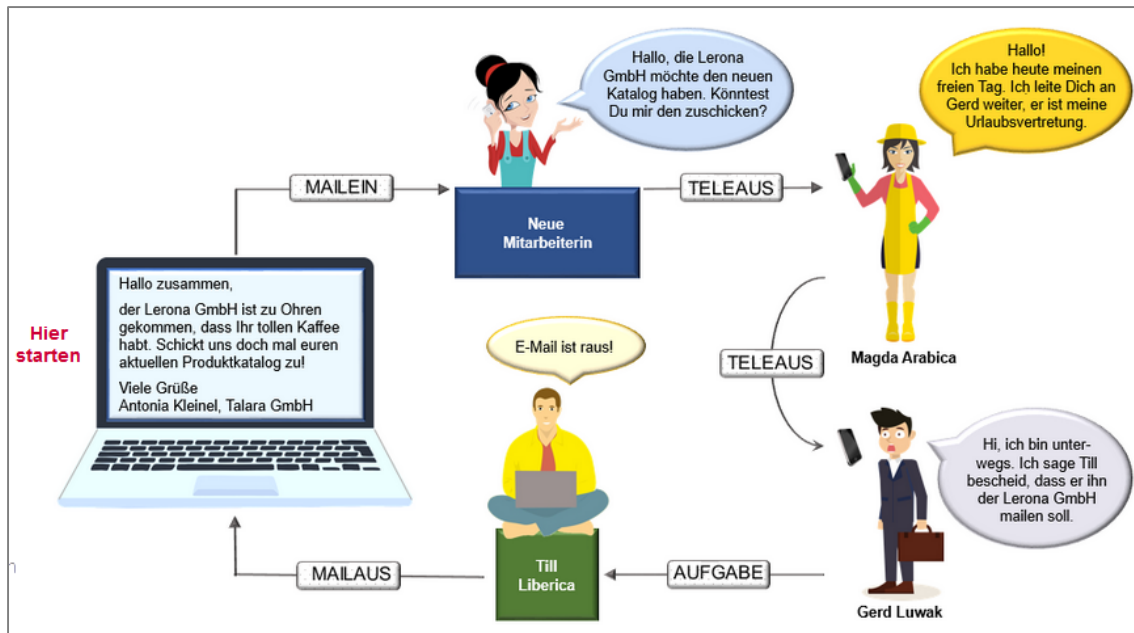 Hier
starten
Hallo zusammen,
der Lerona GmbH ist zu Ohren
gekommen, dass Ihr tollen Kaffee
habt. Schickt uns doch mal euren
aktuellen Produktkatalog zu!
Viele Grüße
Antonia Kleinel, Talara GmbH
MAILEIN
Hallo, die Lerona
GmbH möchte den neuen
Katalog haben. Könntest
Du mir den zuschicken?
Neue
Mitarbeiterin
TELEAUS
Hallo!
Ich habe heute meinen
freien Tag. Ich leite Dich an
Gerd weiter, er ist meine
Urlaubsvertretung.
Magda Arabica
TELEAUS
Hi, ich bin unter-
wegs. Ich sage Till
bescheid, dass er ihn
der Lerona GmbH
mailen soll.
Gerd Luwak
AUFGABE
E-Mail ist raus!
Till
Liberica
MAILAUS